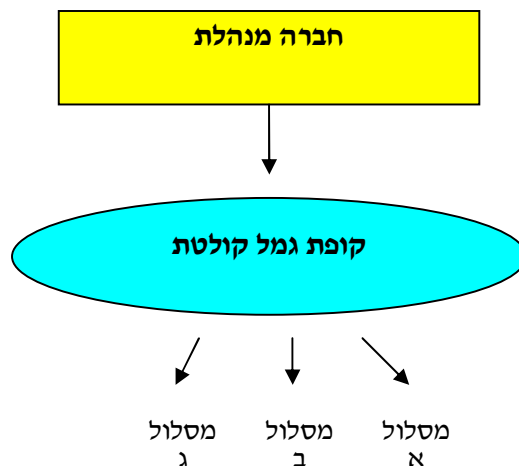 חברה מנהלת
קופת גמל קולטת
מסלול
א
מסלול
ב
מסלול
ג